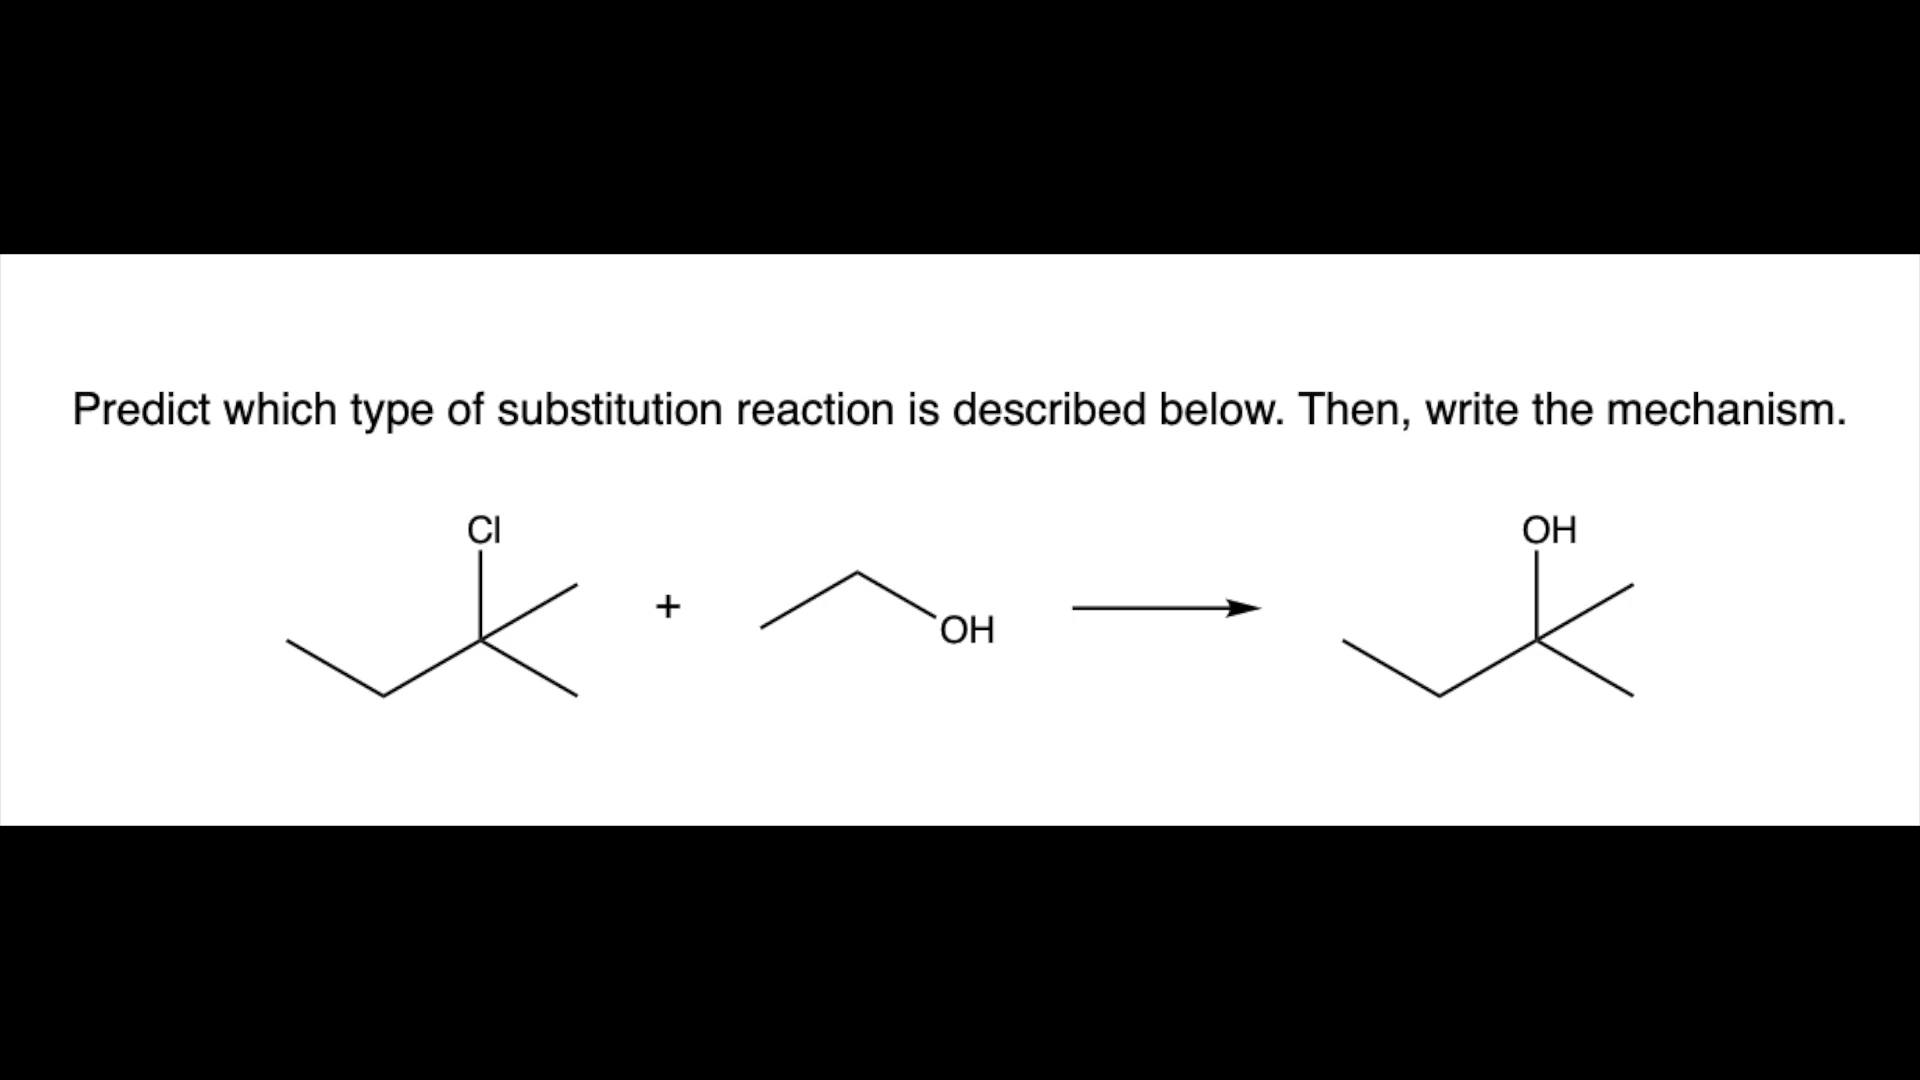 Predict which type of substitution reaction is described below. Then, write the mechanism.
Cl
+
OH
OH